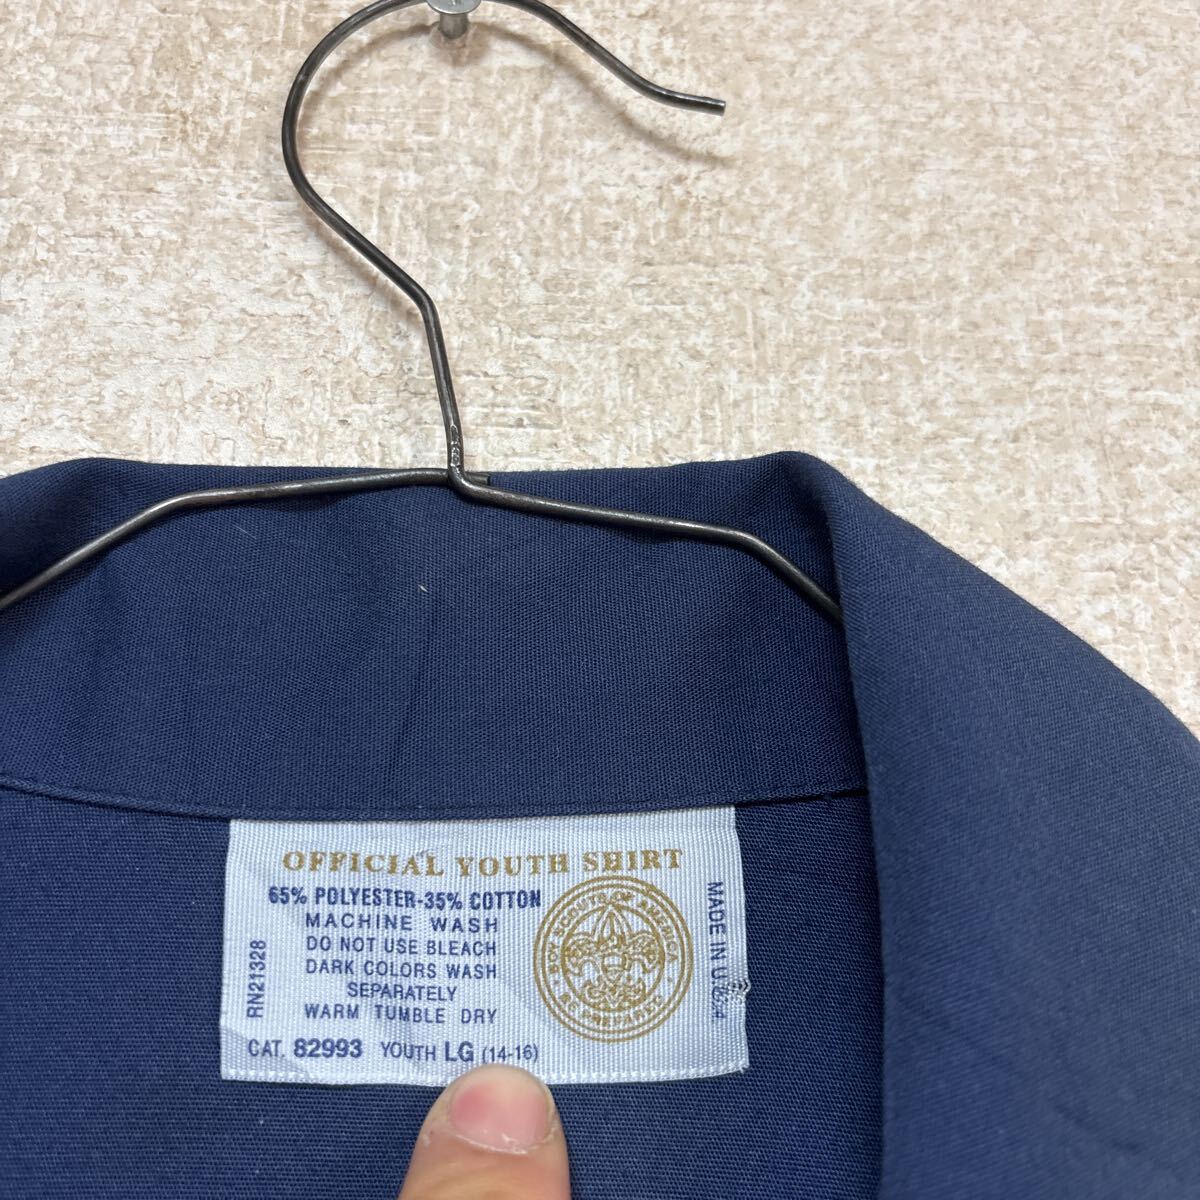 OFFICIAL YOUTH SHIRT
65% POLYESTER-35% COTTON
MACHINE WASH
DO NOT USE BLEACH
DARK COLORS WASH
SEPARATELY
WARM TUMBLE DRY
CAT. 82993 YOUTH LG (14-16)
RN21328
BOY SCOUTS OF AMERICA
BE PREPARED
MADE IN U.S.A.